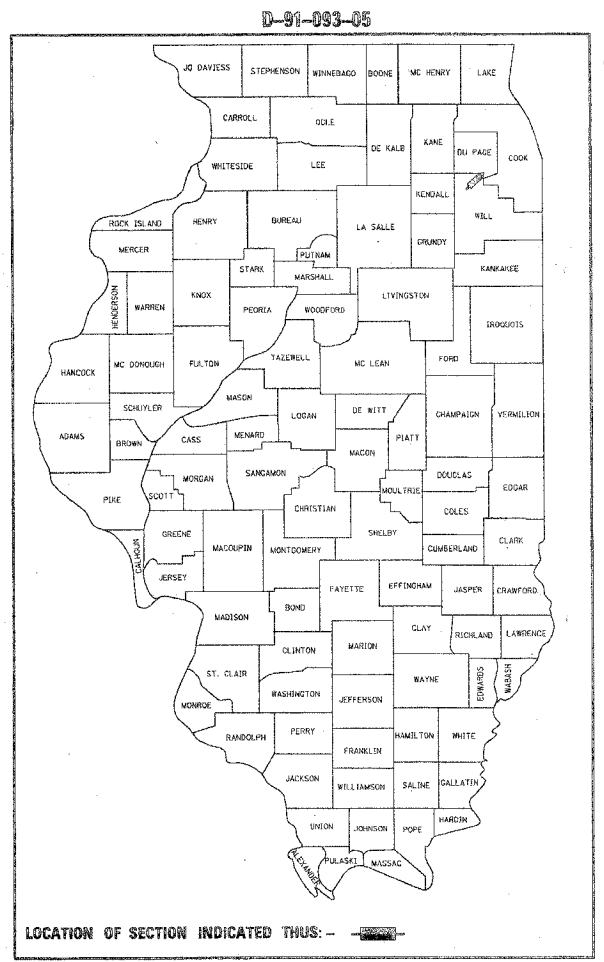 D-91-093-05
JO DAVIESS STEPHENSON WINNEBAGO BOONE MC HENRY LAKE
CARROLL OGLE
DE KALB KANE DU PAGE COOK
WHITESIDE LEE
KENDALL WILL
ROCK ISLAND HENRY BUREAU LA SALLE
GRUNDY
MERCER PUTNAM
STARK MARSHALL KANKAKEE
HENDERSON WARREN KNOX PEORIA WOODFORD LIVINGSTON
IROQUOIS
HANCOCK MC DONOUGH FULTON TAZEWELL MC LEAN FORD
MASON
SCHUYLER LOGAN DE WITT CHAMPAIGN VERMILION
ADAMS BROWN CASS MENARD PIATT
MACON
MORGAN SANGAMON DOUGLAS
PIKE SCOTT MOULTRIE EDGAR
CHRISTIAN COLES
GREENE SHELBY
CALHOUN MACOUPIN MONTGOMERY CUMBERLAND CLARK
JERSEY FAYETTE EFFINGHAM JASPER CRAWFORD
MADISON BOND
CLAY RICHLAND LAWRENCE
CLINTON MARION
ST. CLAIR WAYNE EDWARDS WABASH
WASHINGTON JEFFERSON
MONROE
RANDOLPH PERRY HAMILTON WHITE
FRANKLIN
JACKSON WILLIAMSON SALINE GALLATIN
HARDIN
UNION JOHNSON POPE
ALEXANDER PULASKI MASSAC
LOCATION OF SECTION INDICATED THUS: -